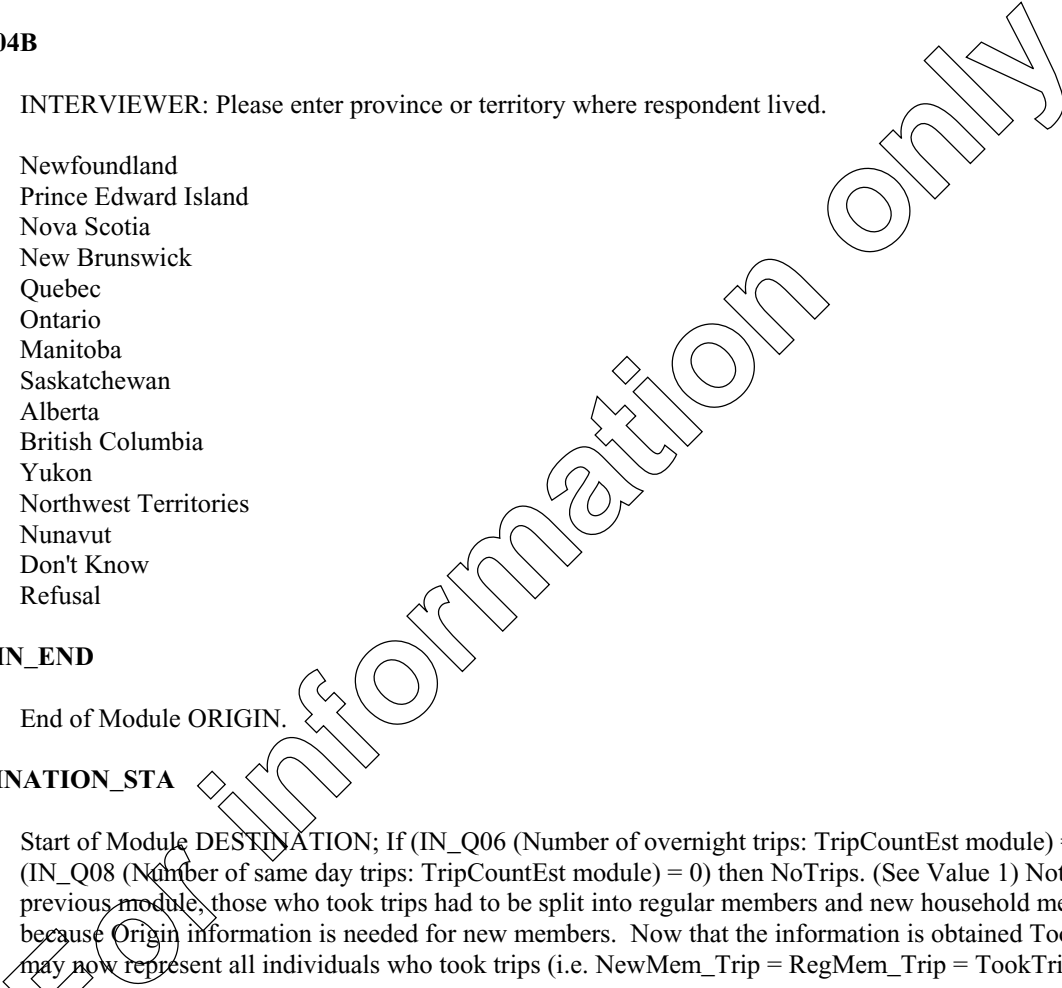 04B
INTERVIEWER: Please enter province or territory where respondent lived.
Newfoundland
Prince Edward Island
Nova Scotia
New Brunswick
Quebec
Ontario
Manitoba
Saskatchewan
Alberta
British Columbia
Yukon
Northwest Territories
Nunavut
Don't Know
Refusal
IN_END
End of Module ORIGIN.
INATION_STA
Start of Module DESTINATION; If (IN_Q06 (Number of overnight trips: TripCountEst module) =
(IN_Q08 (Number of same day trips: TripCountEst module) = 0) then NoTrips. (See Value 1) Not
previous module, those who took trips had to be split into regular members and new household me
because Origin information is needed for new members. Now that the information is obtained Too
may now represent all individuals who took trips (i.e. NewMem_Trip = RegMem_Trip = TookTri
For information only